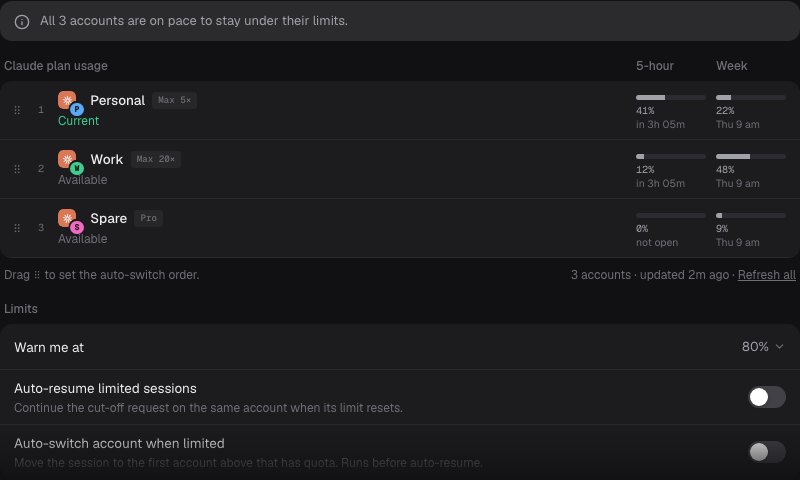 All 3 accounts are on pace to stay under their limits.
Claude plan usage 5-hour Week
1 P Personal Max 5× 41% 22%
Current in 3h 05m Thu 9 am
2 W Work Max 20× 12% 48%
Available in 3h 05m Thu 9 am
3 S Spare Pro 0% 9%
Available not open Thu 9 am
Drag ⠿ to set the auto-switch order. 3 accounts · updated 2m ago · Refresh all
Limits
Warn me at 80%
Auto-resume limited sessions
Continue the cut-off request on the same account when its limit resets.
Auto-switch account when limited
Move the session to the first account above that has quota. Runs before auto-resume.